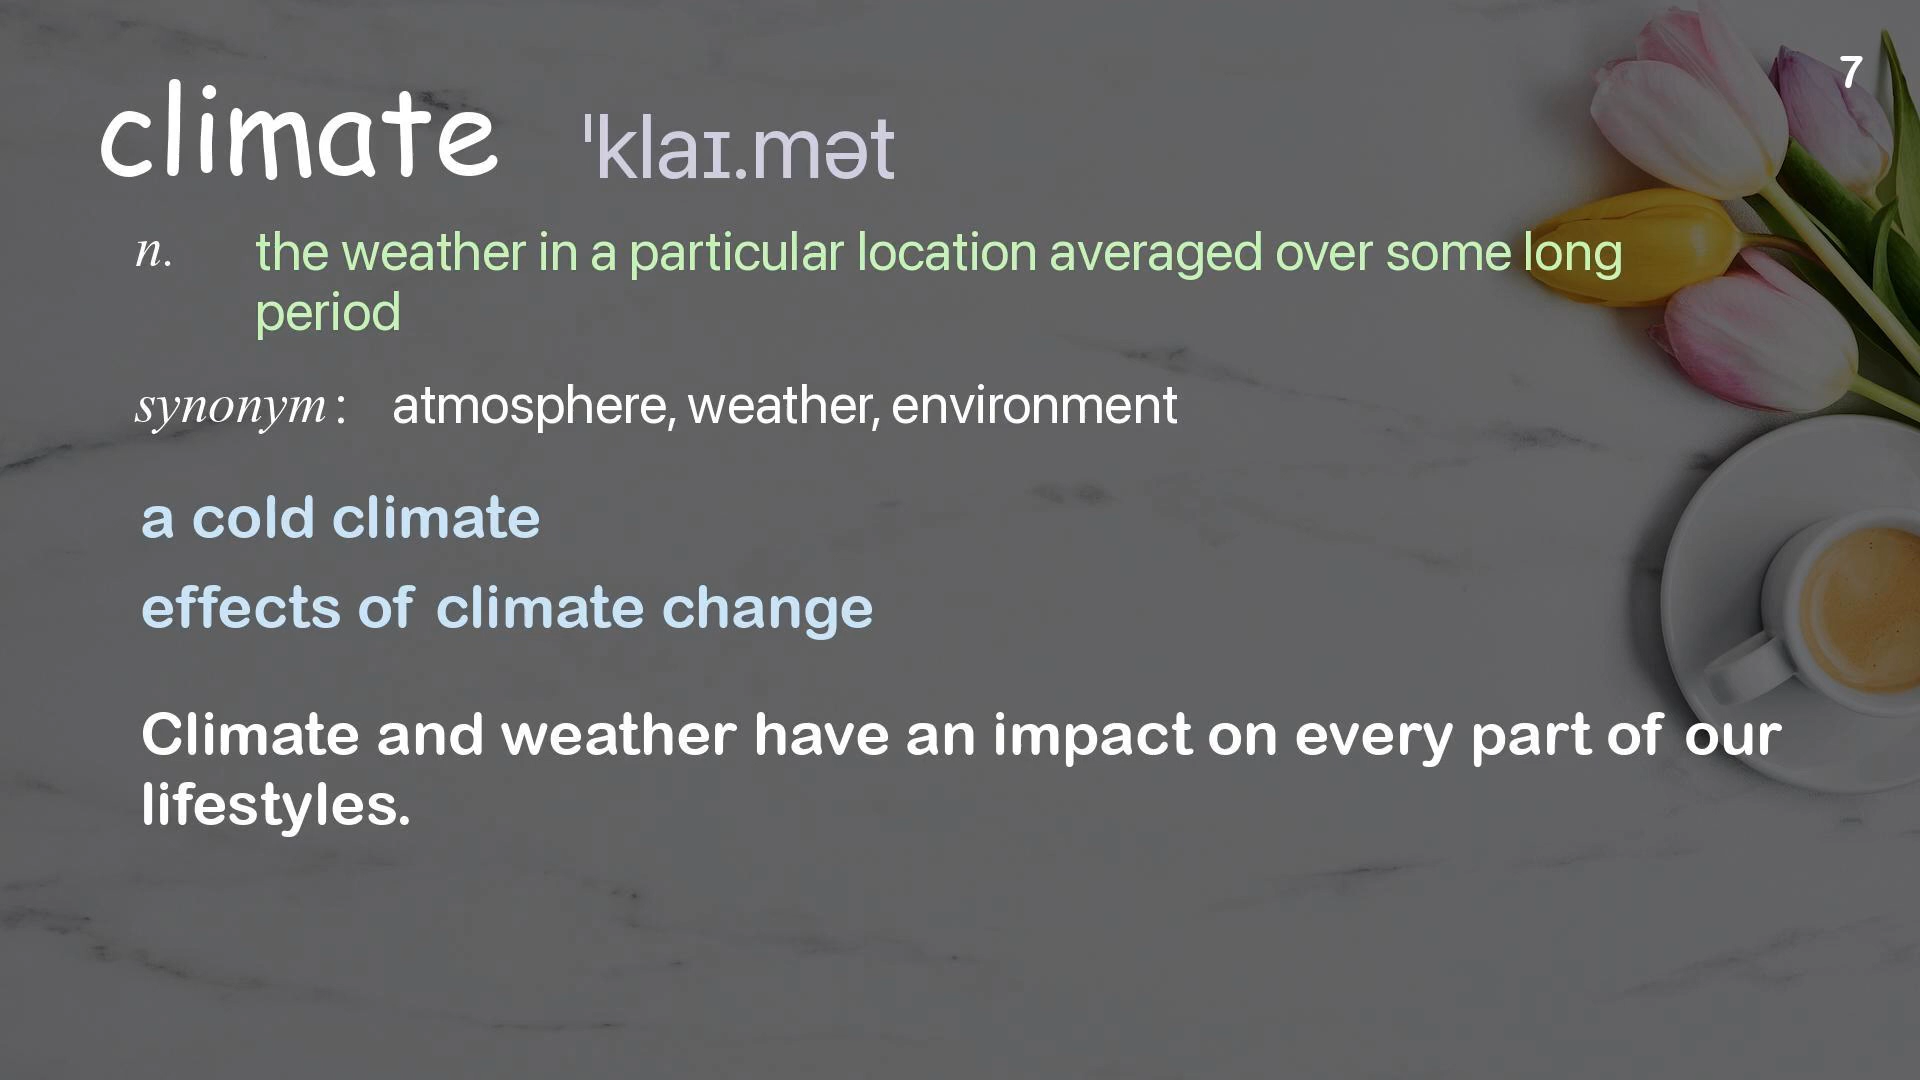 7
climate ˈklaɪ.mət
n. the weather in a particular location averaged over some long
period
synonym: atmosphere, weather, environment
a cold climate
effects of climate change
Climate and weather have an impact on every part of our
lifestyles.